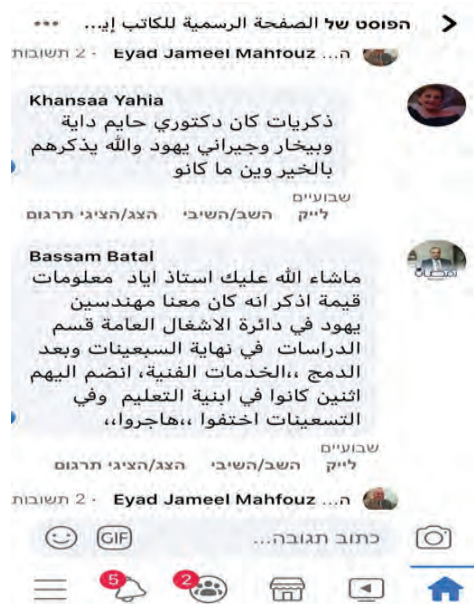 הפוסט של الصفحة الرسمية للكاتب إي...
ה... Eyad Jameel Mahfouz · 2 תשובות
Khansaa Yahia
ذكريات كان دكتوري حايم داية
وبيخار وجيراني يهود والله يذكرهم
بالخير وين ما كانو
שבועיים
לייק השב/השיבי הצג/הציגי תרגום
Bassam Batal
ماشاء الله عليك استاذ اياد معلومات
قيمة اذكر انه كان معنا مهندسين
يهود في دائرة الاشغال العامة قسم
الدراسات في نهاية السبعينات وبعد
الدمج ،،الخدمات الفنية، انضم اليهم
اثنين كانوا في ابنية التعليم وفي
التسعينات اختفوا ،،هاجروا،،
שבועיים
לייק השב/השיבי הצג/הציגי תרגום
ה... Eyad Jameel Mahfouz · 2 תשובות
כתוב תגובה...
GIF
5
2